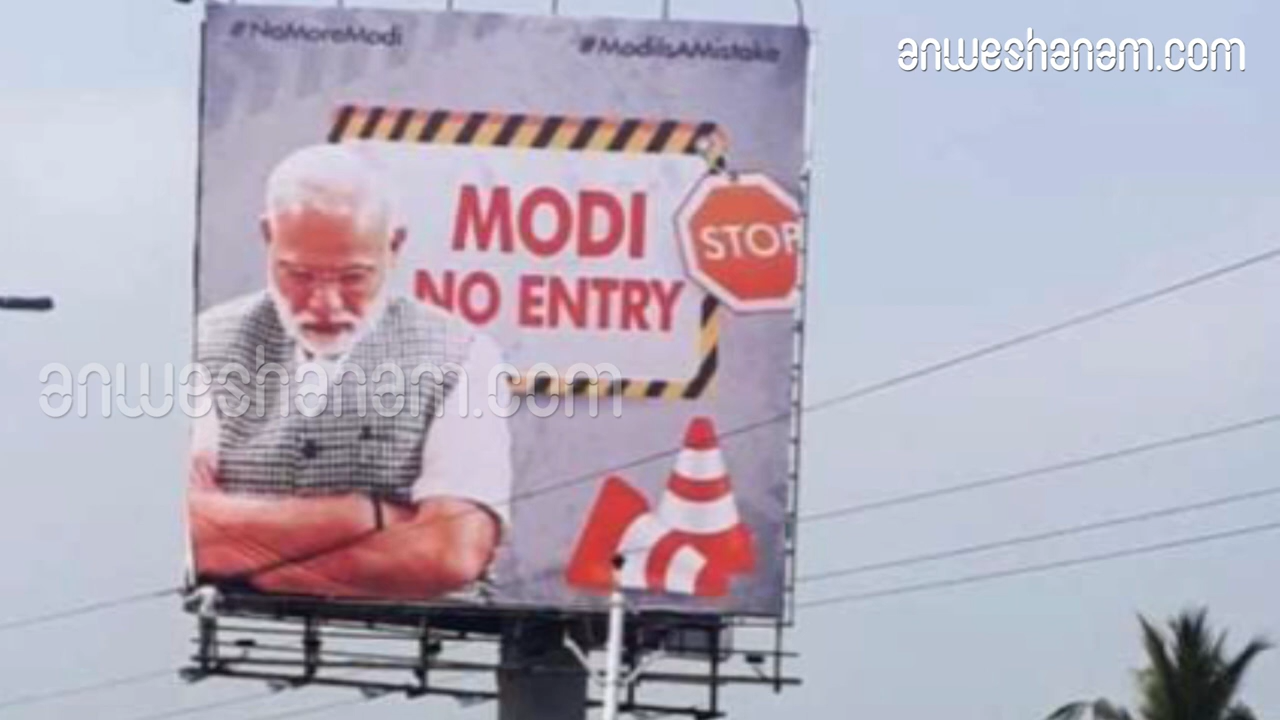 anweshanam.com
#NoMoreModi
#ModiIsAMistake
MODI
NO ENTRY
STOP
anweshanam.com